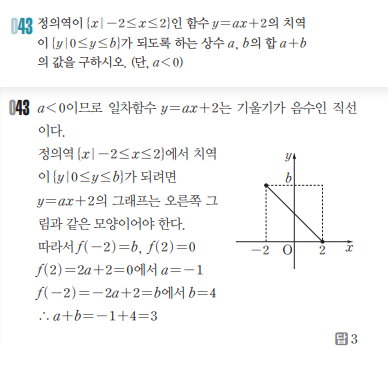 043 정의역이 {x|-2≤x≤2}인 함수 y=ax+2의 치역
이 {y|0≤y≤b}가 되도록 하는 상수 a, b의 합 a+b
의 값을 구하시오. (단, a<0)
043 a<0이므로 일차함수 y=ax+2는 기울기가 음수인 직선
이다.
정의역 {x|-2≤x≤2}에서 치역
이 {y|0≤y≤b}가 되려면
y=ax+2의 그래프는 오른쪽 그
림과 같은 모양이어야 한다.
따라서 f(-2)=b, f(2)=0
f(2)=2a+2=0에서 a=-1
f(-2)=-2a+2=b에서 b=4
∴ a+b=-1+4=3
y
b
-2 O 2 x
답 3